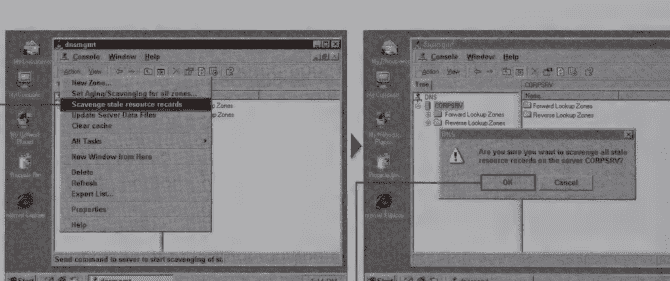 dnsmgmt
Console Window Help
Action View
New Zone...
Set Aging/Scavenging for all zones...
Scavenge stale resource records
Update Server Data Files
Clear cache
All Tasks
New Window from Here
Delete
Refresh
Export List...
Properties
Help
Send command to server to start scavenging of st
Start
dnsmgmt
dnsmgmt
Console Window Help
Action View
Tree
CORPSRV
DNS
Name
CORPSRV
Forward Lookup Zones
Forward Lookup Zones
Reverse Lookup Zones
Reverse Lookup Zones
DNS
Are you sure you want to scavenge all stale
resource records on the server CORPSRV?
OK Cancel
Start
dnsmgmt